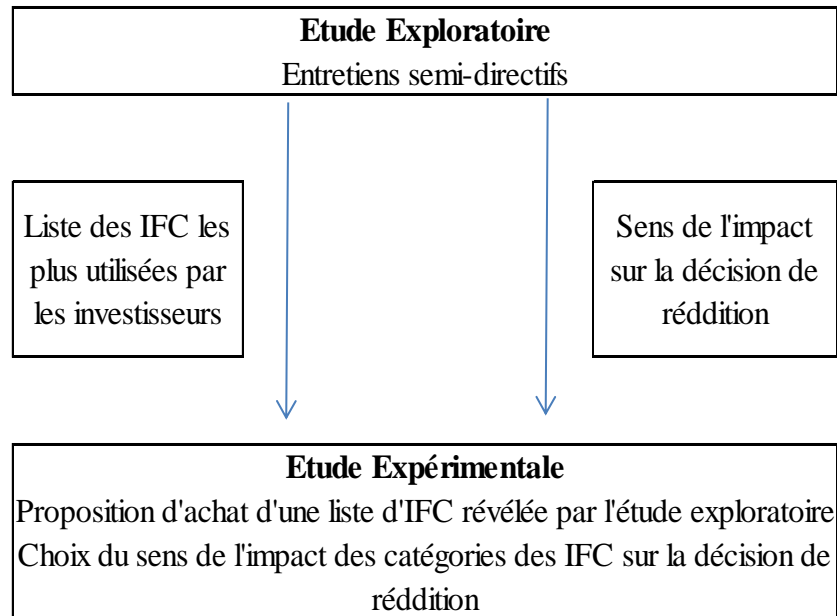 Etude Exploratoire
Entretiens semi-directifs
Liste des IFC les
plus utilisées par
les investisseurs
Sens de l'impact
sur la décision de
réddition
Etude Expérimentale
Proposition d'achat d'une liste d'IFC révélée par l'étude exploratoire
Choix du sens de l'impact des catégories des IFC sur la décision de
réddition